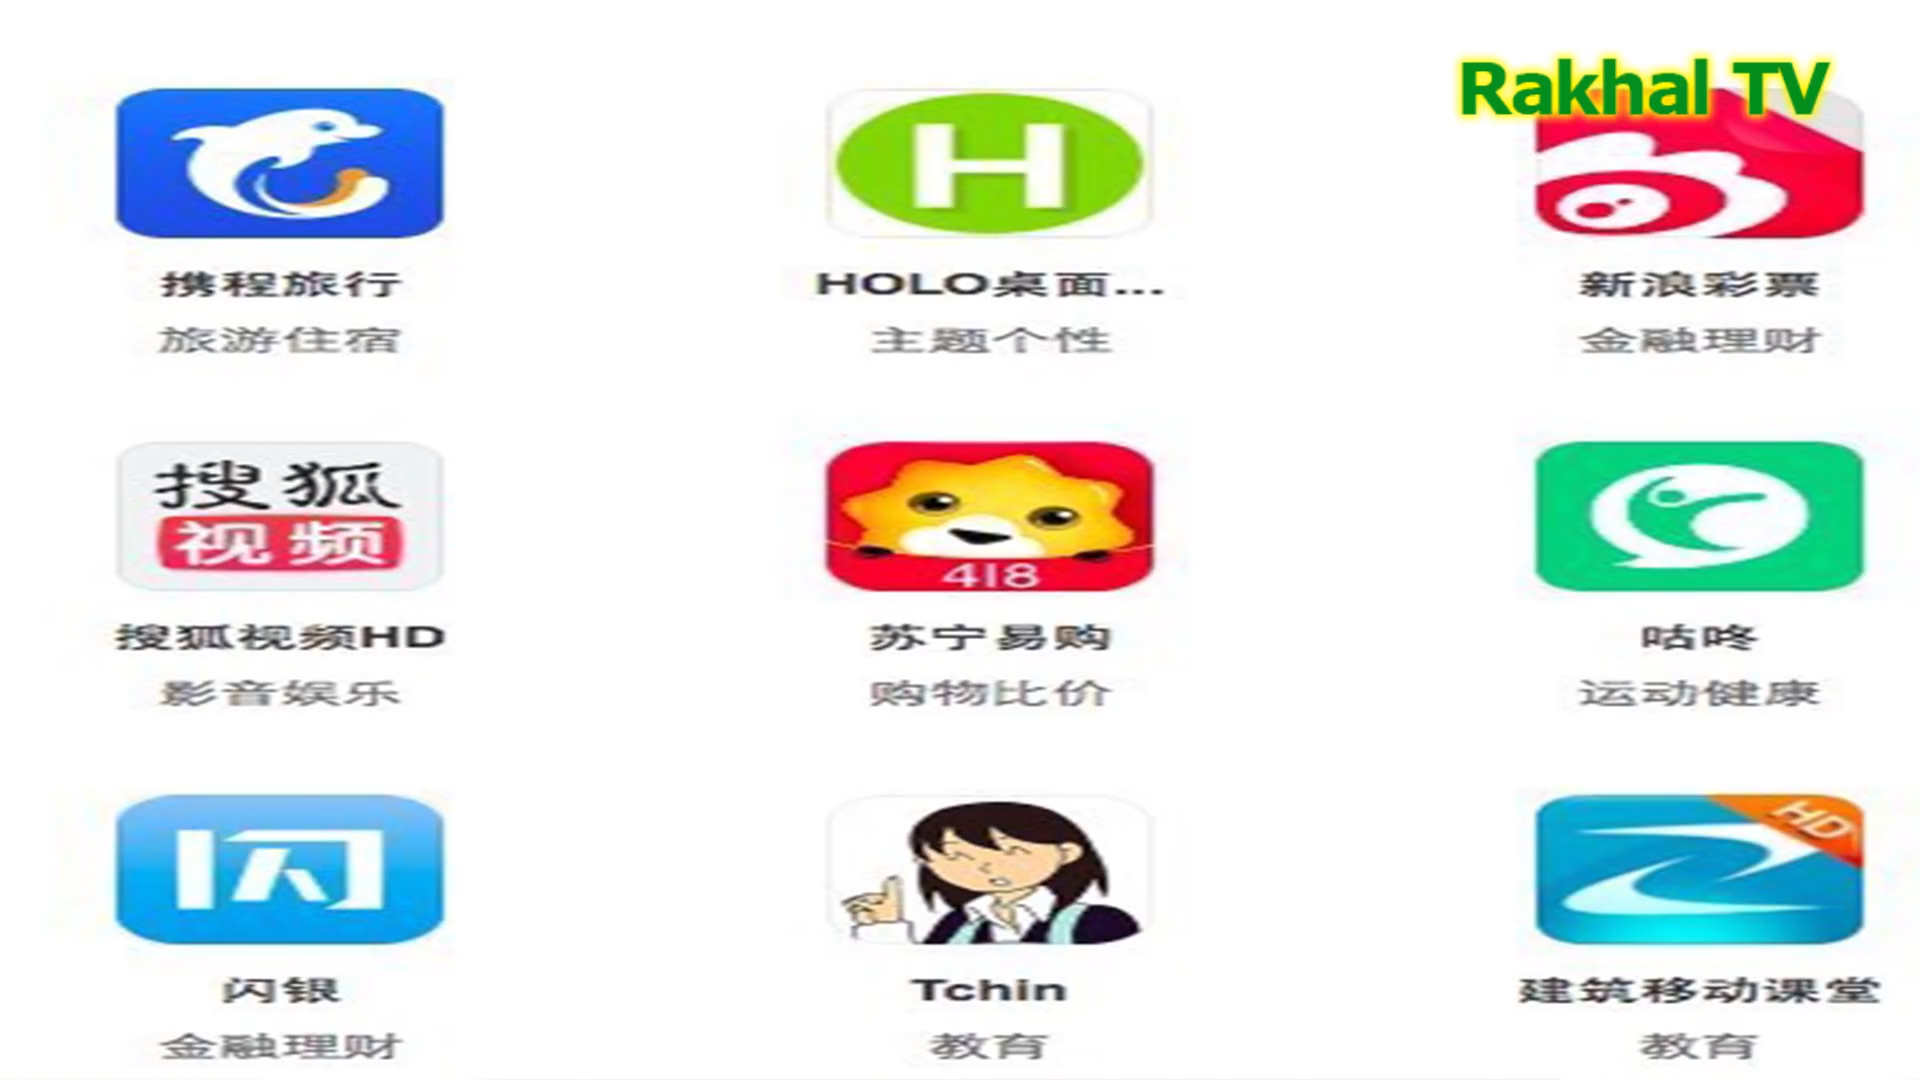 Rakhal TV
H
携程旅行
HOLO桌面...
新浪彩票
旅游住宿
主题个性
金融理财
搜狐
视频
418
搜狐视频HD
苏宁易购
咕咚
影音娱乐
购物比价
运动健康
闪
HD
闪银
Tchin
建筑移动课堂
金融理财
教育
教育